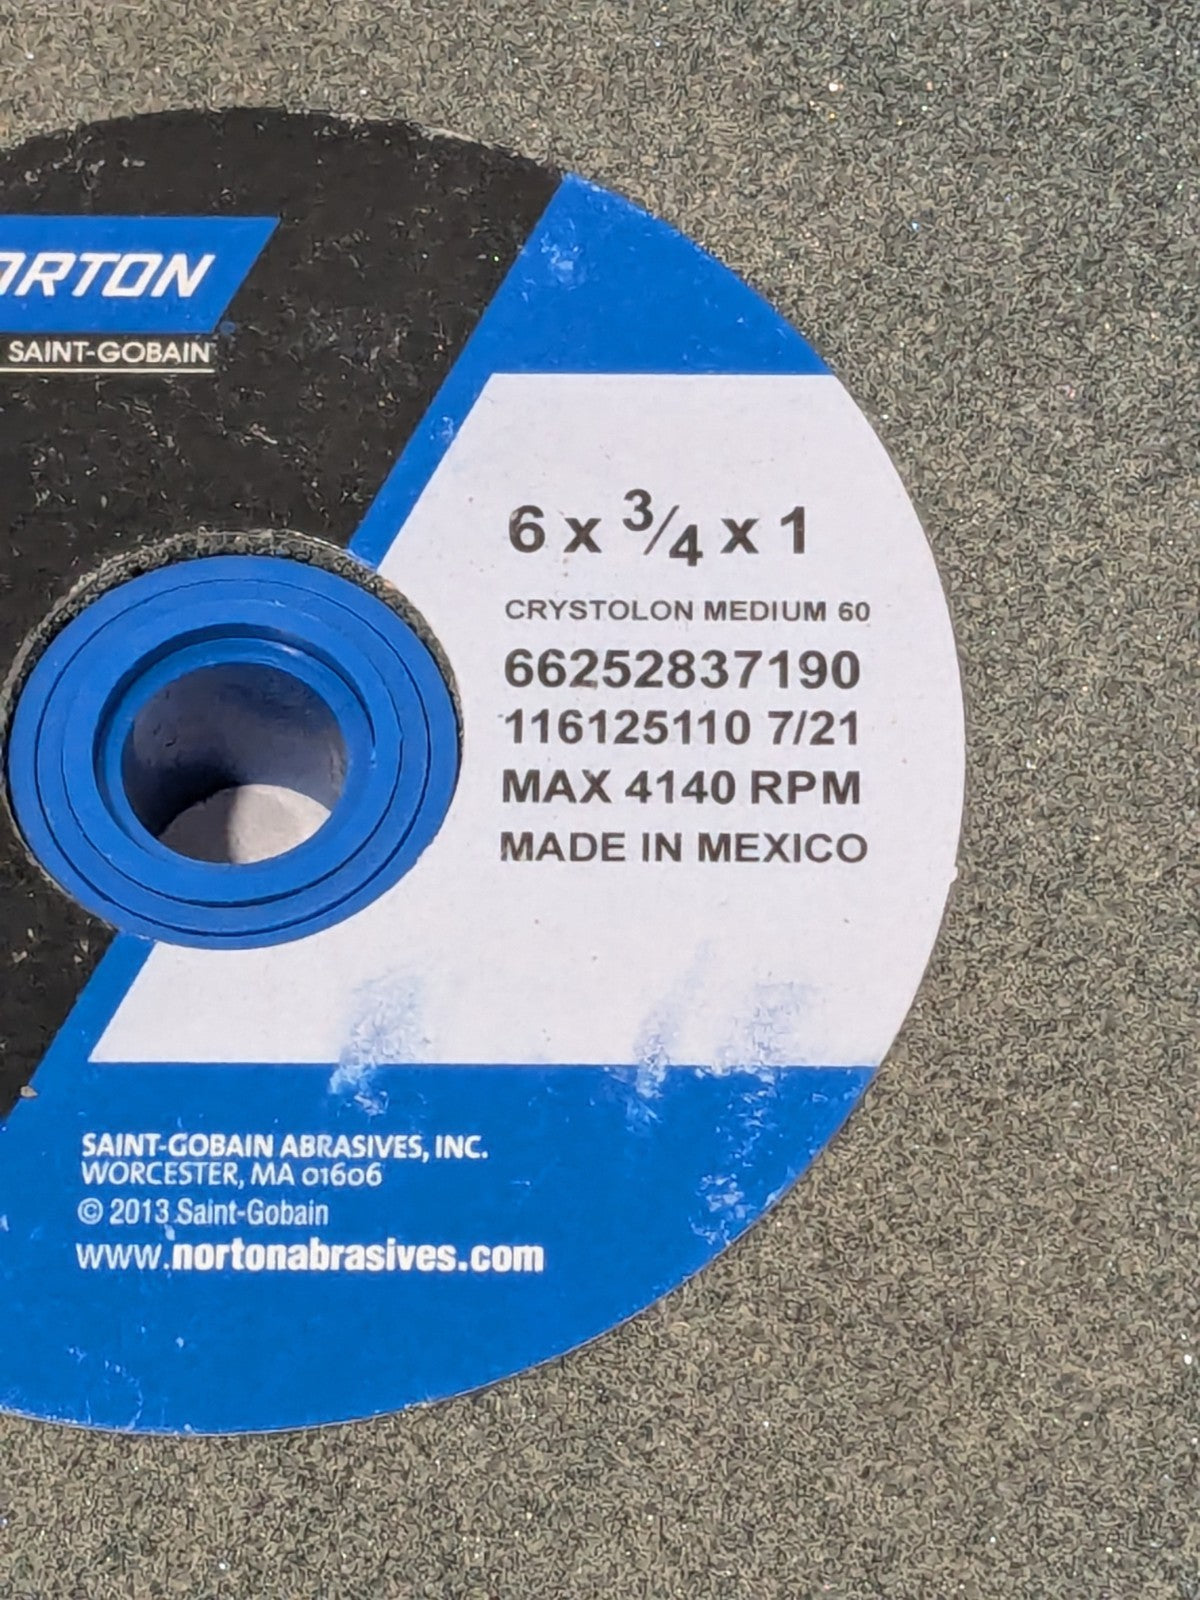 ORTON
SAINT-GOBAIN
6 x 3/4 x 1
CRYSTOLON MEDIUM 60
66252837190
116125110 7/21
MAX 4140 RPM
MADE IN MEXICO
SAINT-GOBAIN ABRASIVES, INC.
WORCESTER, MA 01606
© 2013 Saint-Gobain
www.nortonabrasives.com